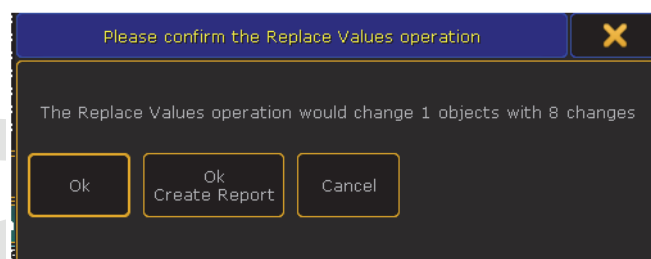 Please confirm the Replace Values operation
The Replace Values operation would change 1 objects with 8 changes
Ok
Ok
Create Report
Cancel